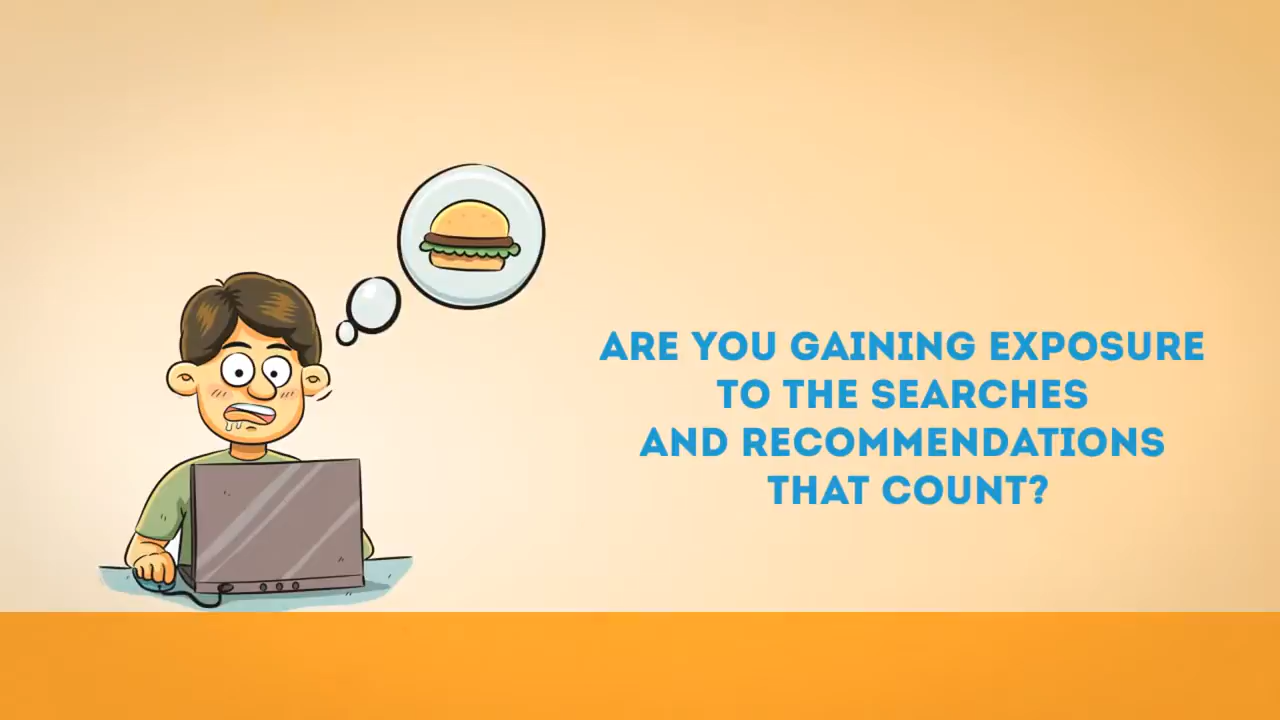 ARE YOU GAINING EXPOSURE
TO THE SEARCHES
AND RECOMMENDATIONS
THAT COUNT?